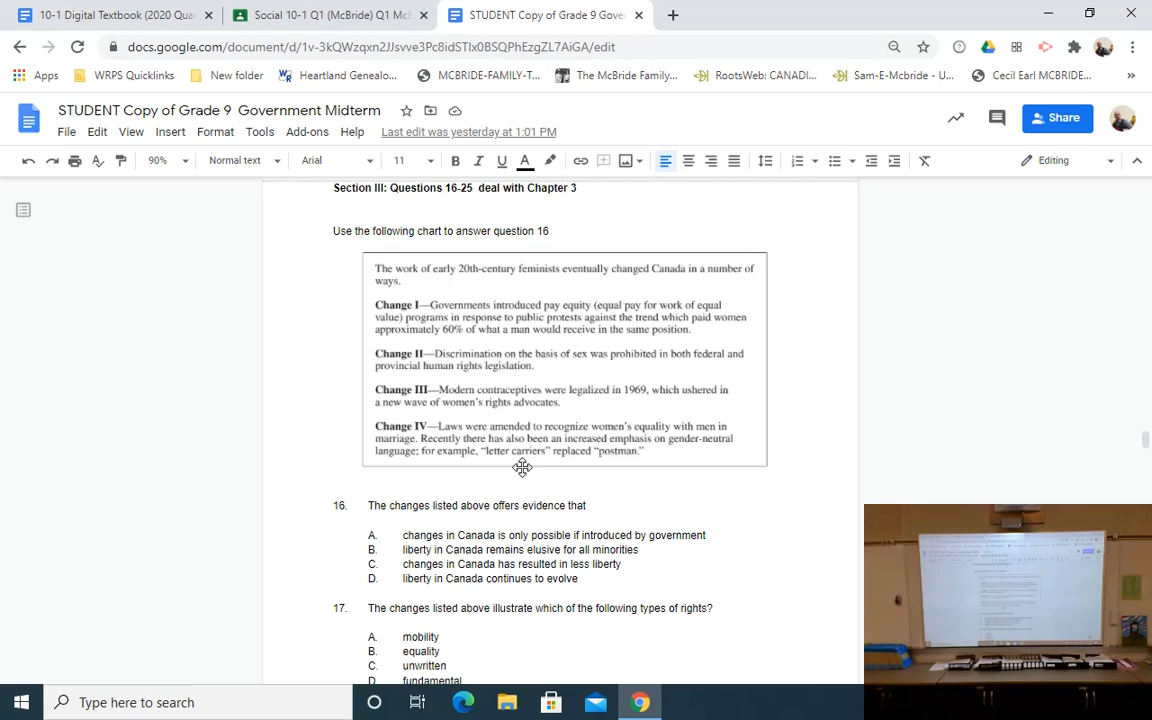 10-1 Digital Textbook (2020 Qua
Social 10-1 Q1 (McBride) Q1 McB
STUDENT Copy of Grade 9 Gover
docs.google.com/document/d/1v-3kQWzqxn2JJsvve3Pc8idSTIx0BSQPhEzgZL7AiGA/edit
Apps
WRPS Quicklinks
New folder
Heartland Genealo...
MCBRIDE-FAMILY-T...
The McBride Family...
RootsWeb: CANADI...
Sam-E-Mcbride - U...
Cecil Earl MCBRIDE...
STUDENT Copy of Grade 9 Government Midterm
File Edit View Insert Format Tools Add-ons Help Last edit was yesterday at 1:01 PM
Share
90% Normal text Arial 11 B I U A Editing
Section III: Questions 16-25 deal with Chapter 3
Use the following chart to answer question 16
The work of early 20th-century feminists eventually changed Canada in a number of
ways.
Change I—Governments introduced pay equity (equal pay for work of equal
value) programs in response to public protests against the trend which paid women
approximately 60% of what a man would receive in the same position.
Change II—Discrimination on the basis of sex was prohibited in both federal and
provincial human rights legislation.
Change III—Modern contraceptives were legalized in 1969, which ushered in
a new wave of women's rights advocates.
Change IV—Laws were amended to recognize women's equality with men in
marriage. Recently there has also been an increased emphasis on gender-neutral
language; for example, "letter carriers" replaced "postman."
16. The changes listed above offers evidence that
A. changes in Canada is only possible if introduced by government
B. liberty in Canada remains elusive for all minorities
C. changes in Canada has resulted in less liberty
D. liberty in Canada continues to evolve
17. The changes listed above illustrate which of the following types of rights?
A. mobility
B. equality
C. unwritten
D fundamental
Type here to search